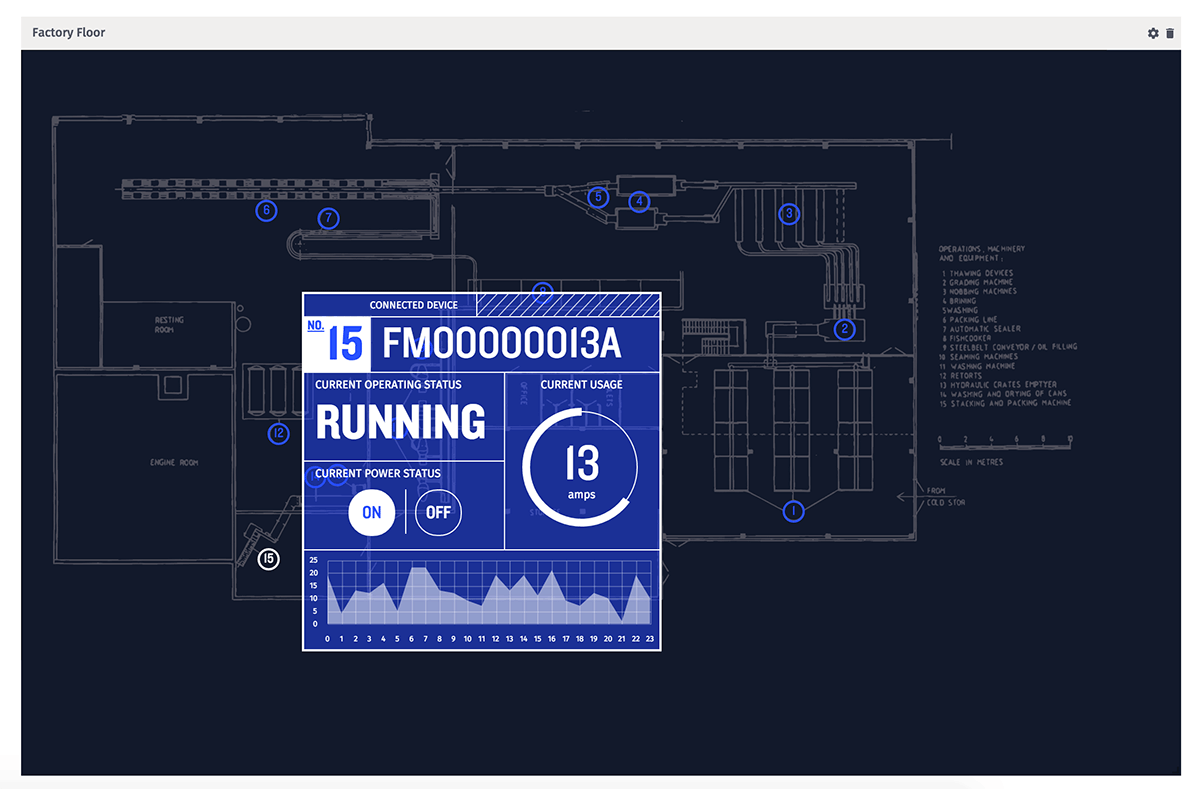 Factory Floor
6
7
5
4
3
8
2
12
1
15
RESTING
ROOM
ENGINE ROOM
OPERATIONS, MACHINERY
AND EQUIPMENT:
1 THAWING DEVICES
2 GRADING MACHINE
3 NOBBING MACHINES
4 BRINING
5 WASHING
6 PACKING LINE
7 AUTOMATIC SEALER
8 FISHCOOKER
9 STEELBELT CONVEYOR / OIL FILLING
10 SEAMING MACHINES
11 WASHING MACHINE
12 RETORTS
13 HYDRAULIC CRATES EMPTYER
14 WASHING AND DRYING OF CANS
15 STACKING AND PACKING MACHINE
0 2 4 6 8 10
SCALE IN METRES
FROM
COLD STOR
CONNECTED DEVICE
NO. 15 FM00000013A
CURRENT OPERATING STATUS
RUNNING
CURRENT USAGE
OFFICE
13
amps
CURRENT POWER STATUS
ON OFF
25
20
15
10
5
0
0 1 2 3 4 5 6 7 8 9 10 11 12 13 14 15 16 17 18 19 20 21 22 23